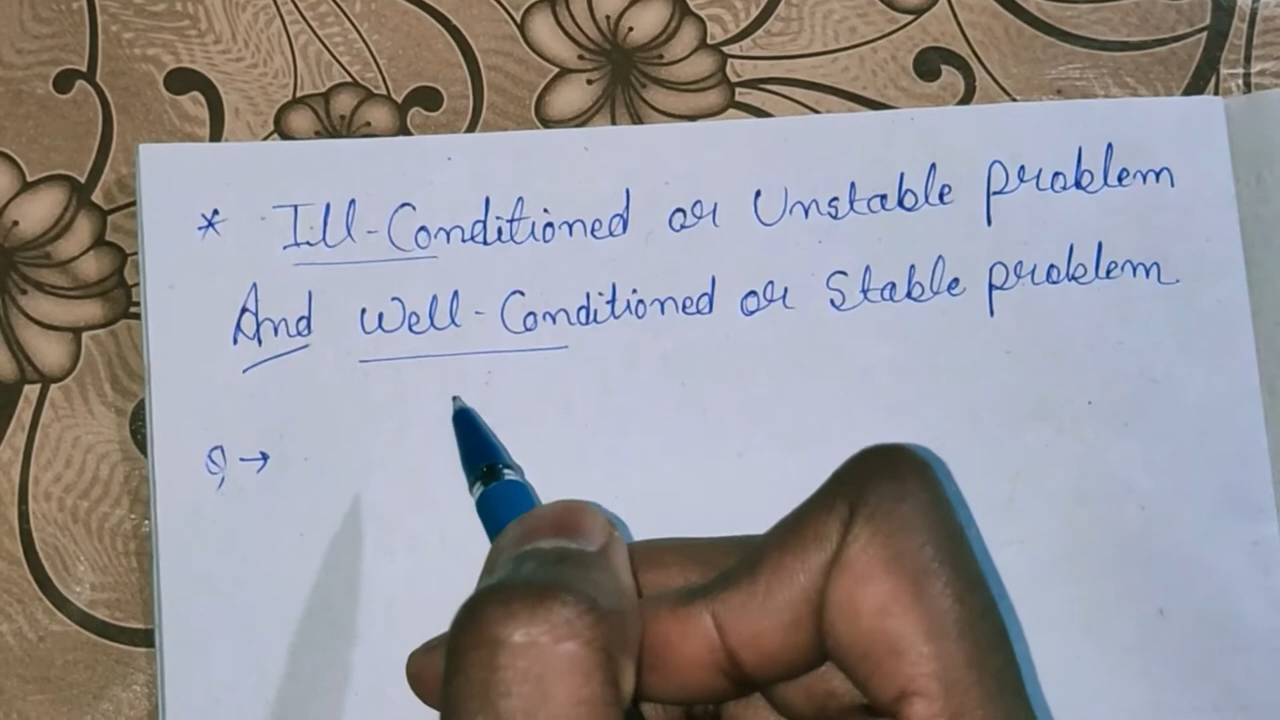 * Ill-Conditioned or Unstable problem
And Well-Conditioned or Stable problem
Q →